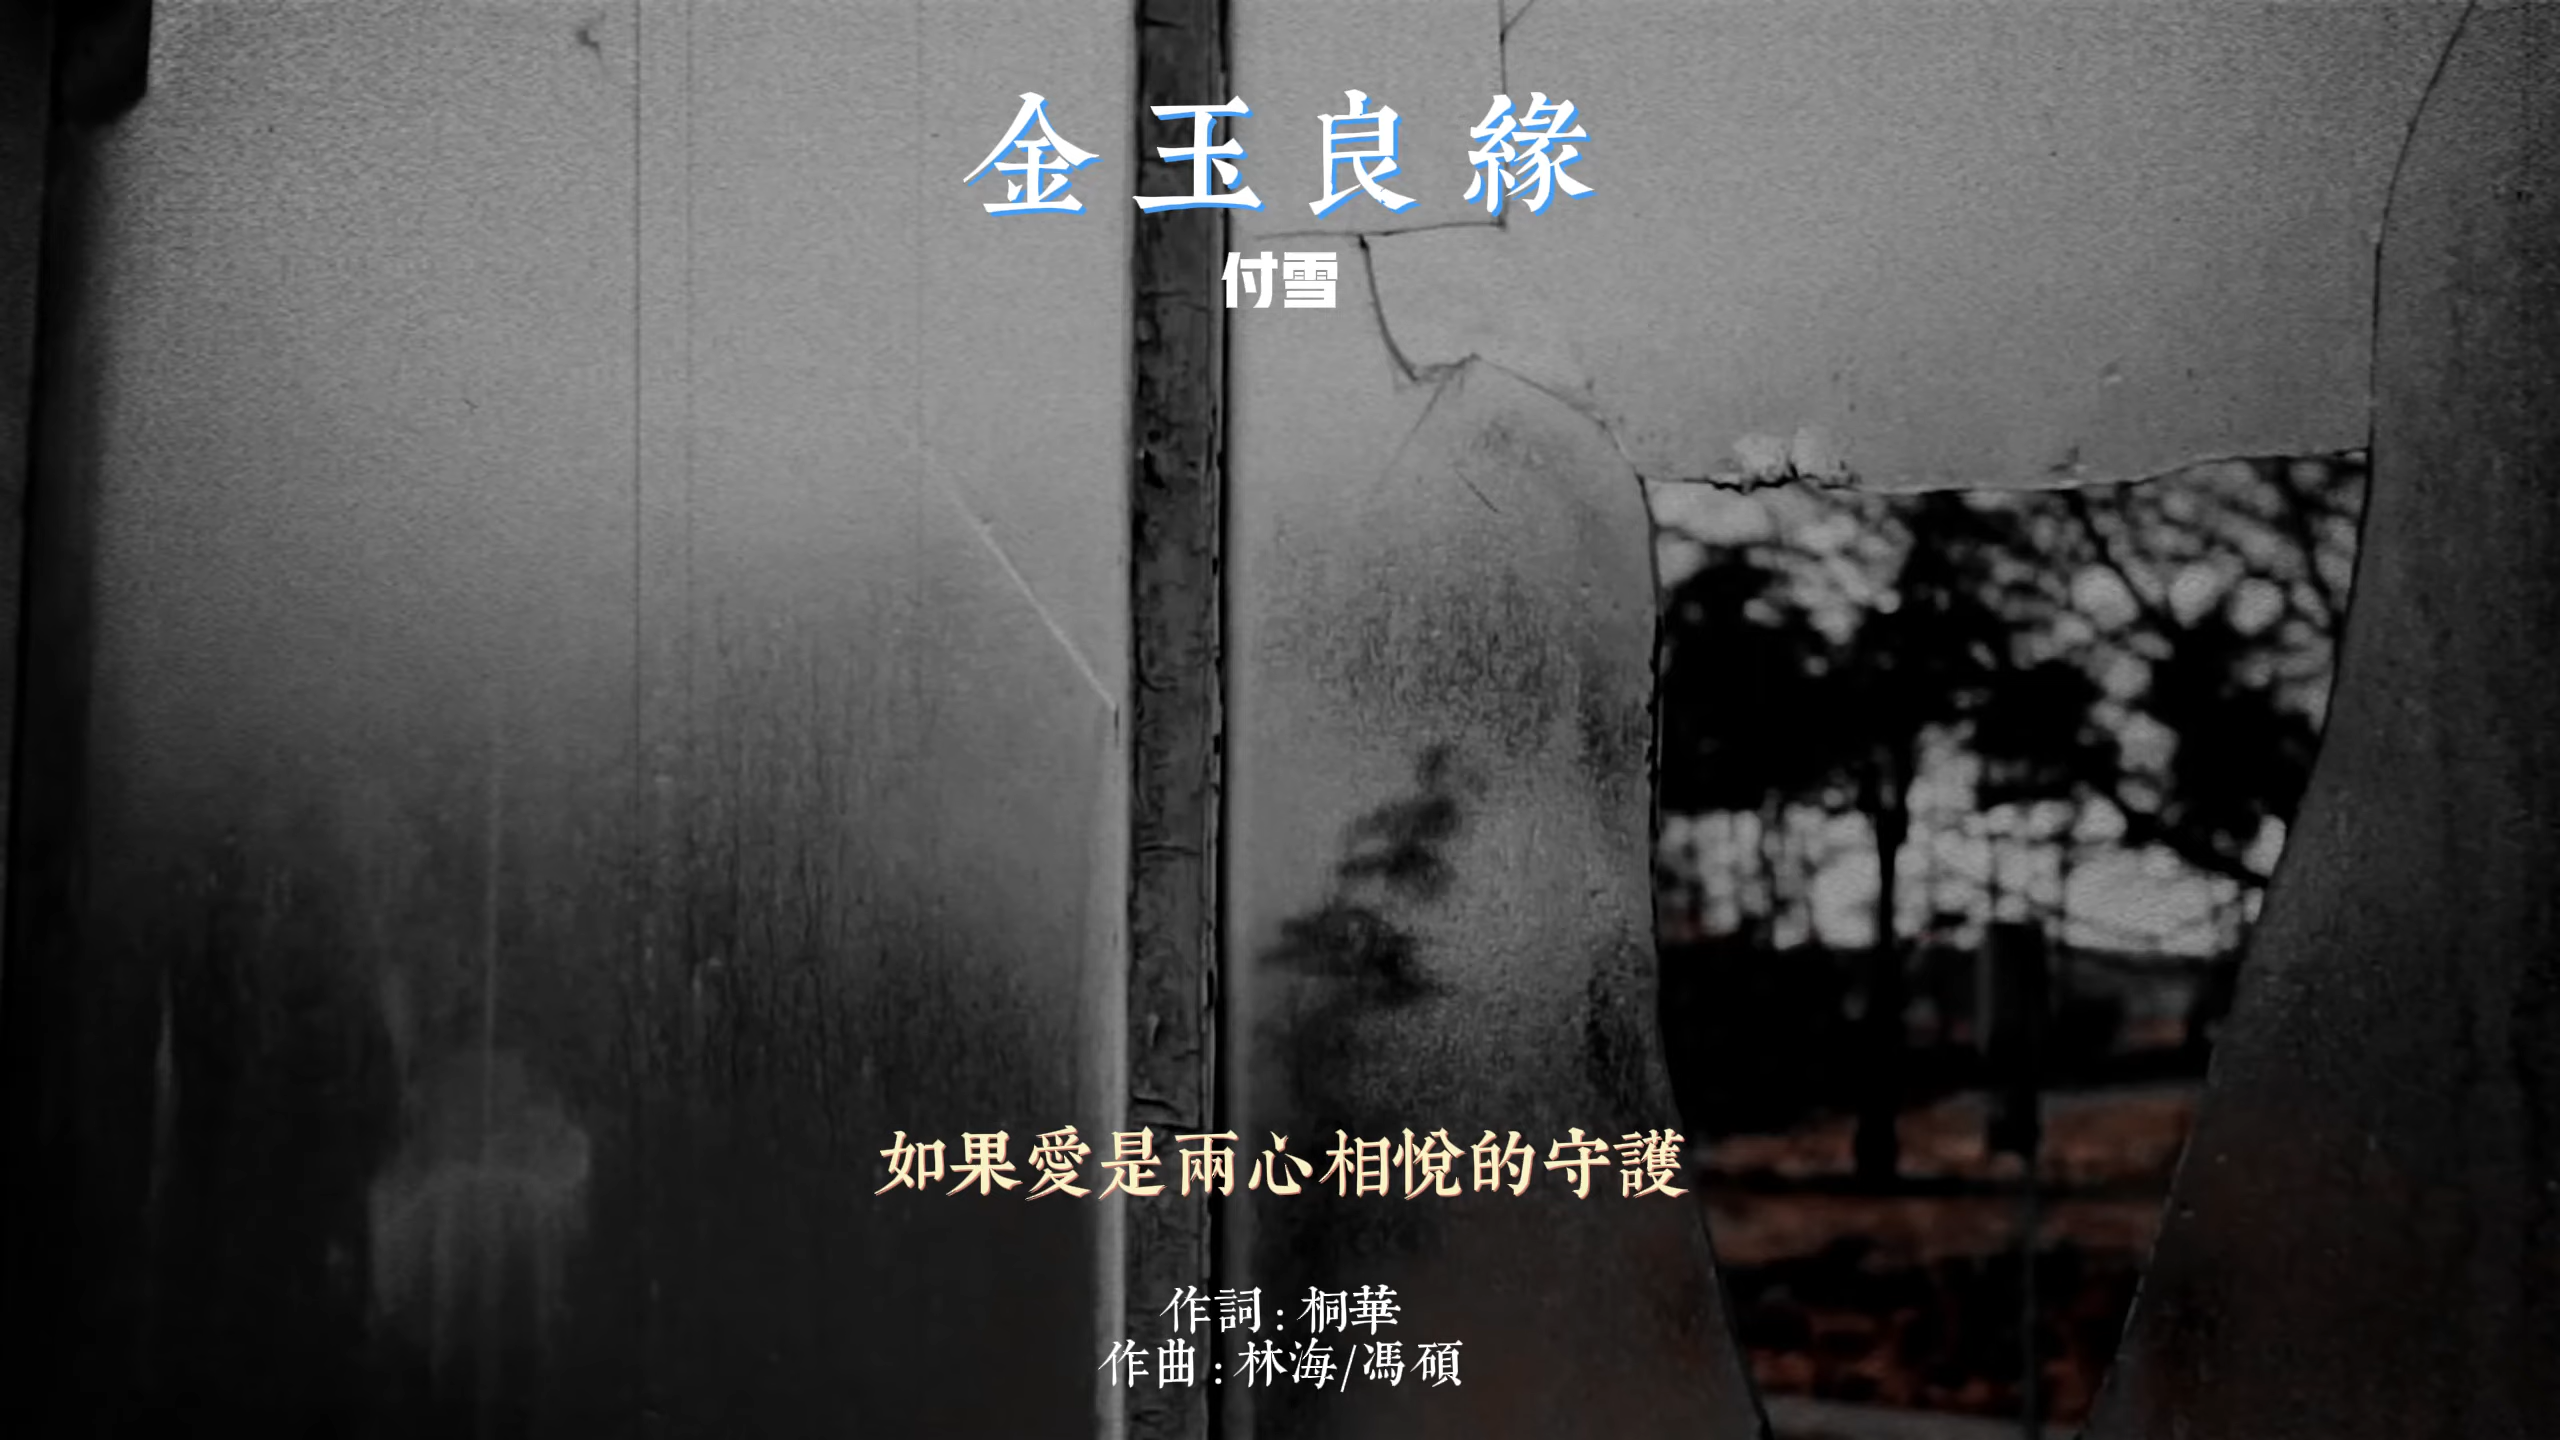 金玉良緣
付雪
如果愛是兩心相悅的守護
作詞:桐華
作曲:林海/馮碩